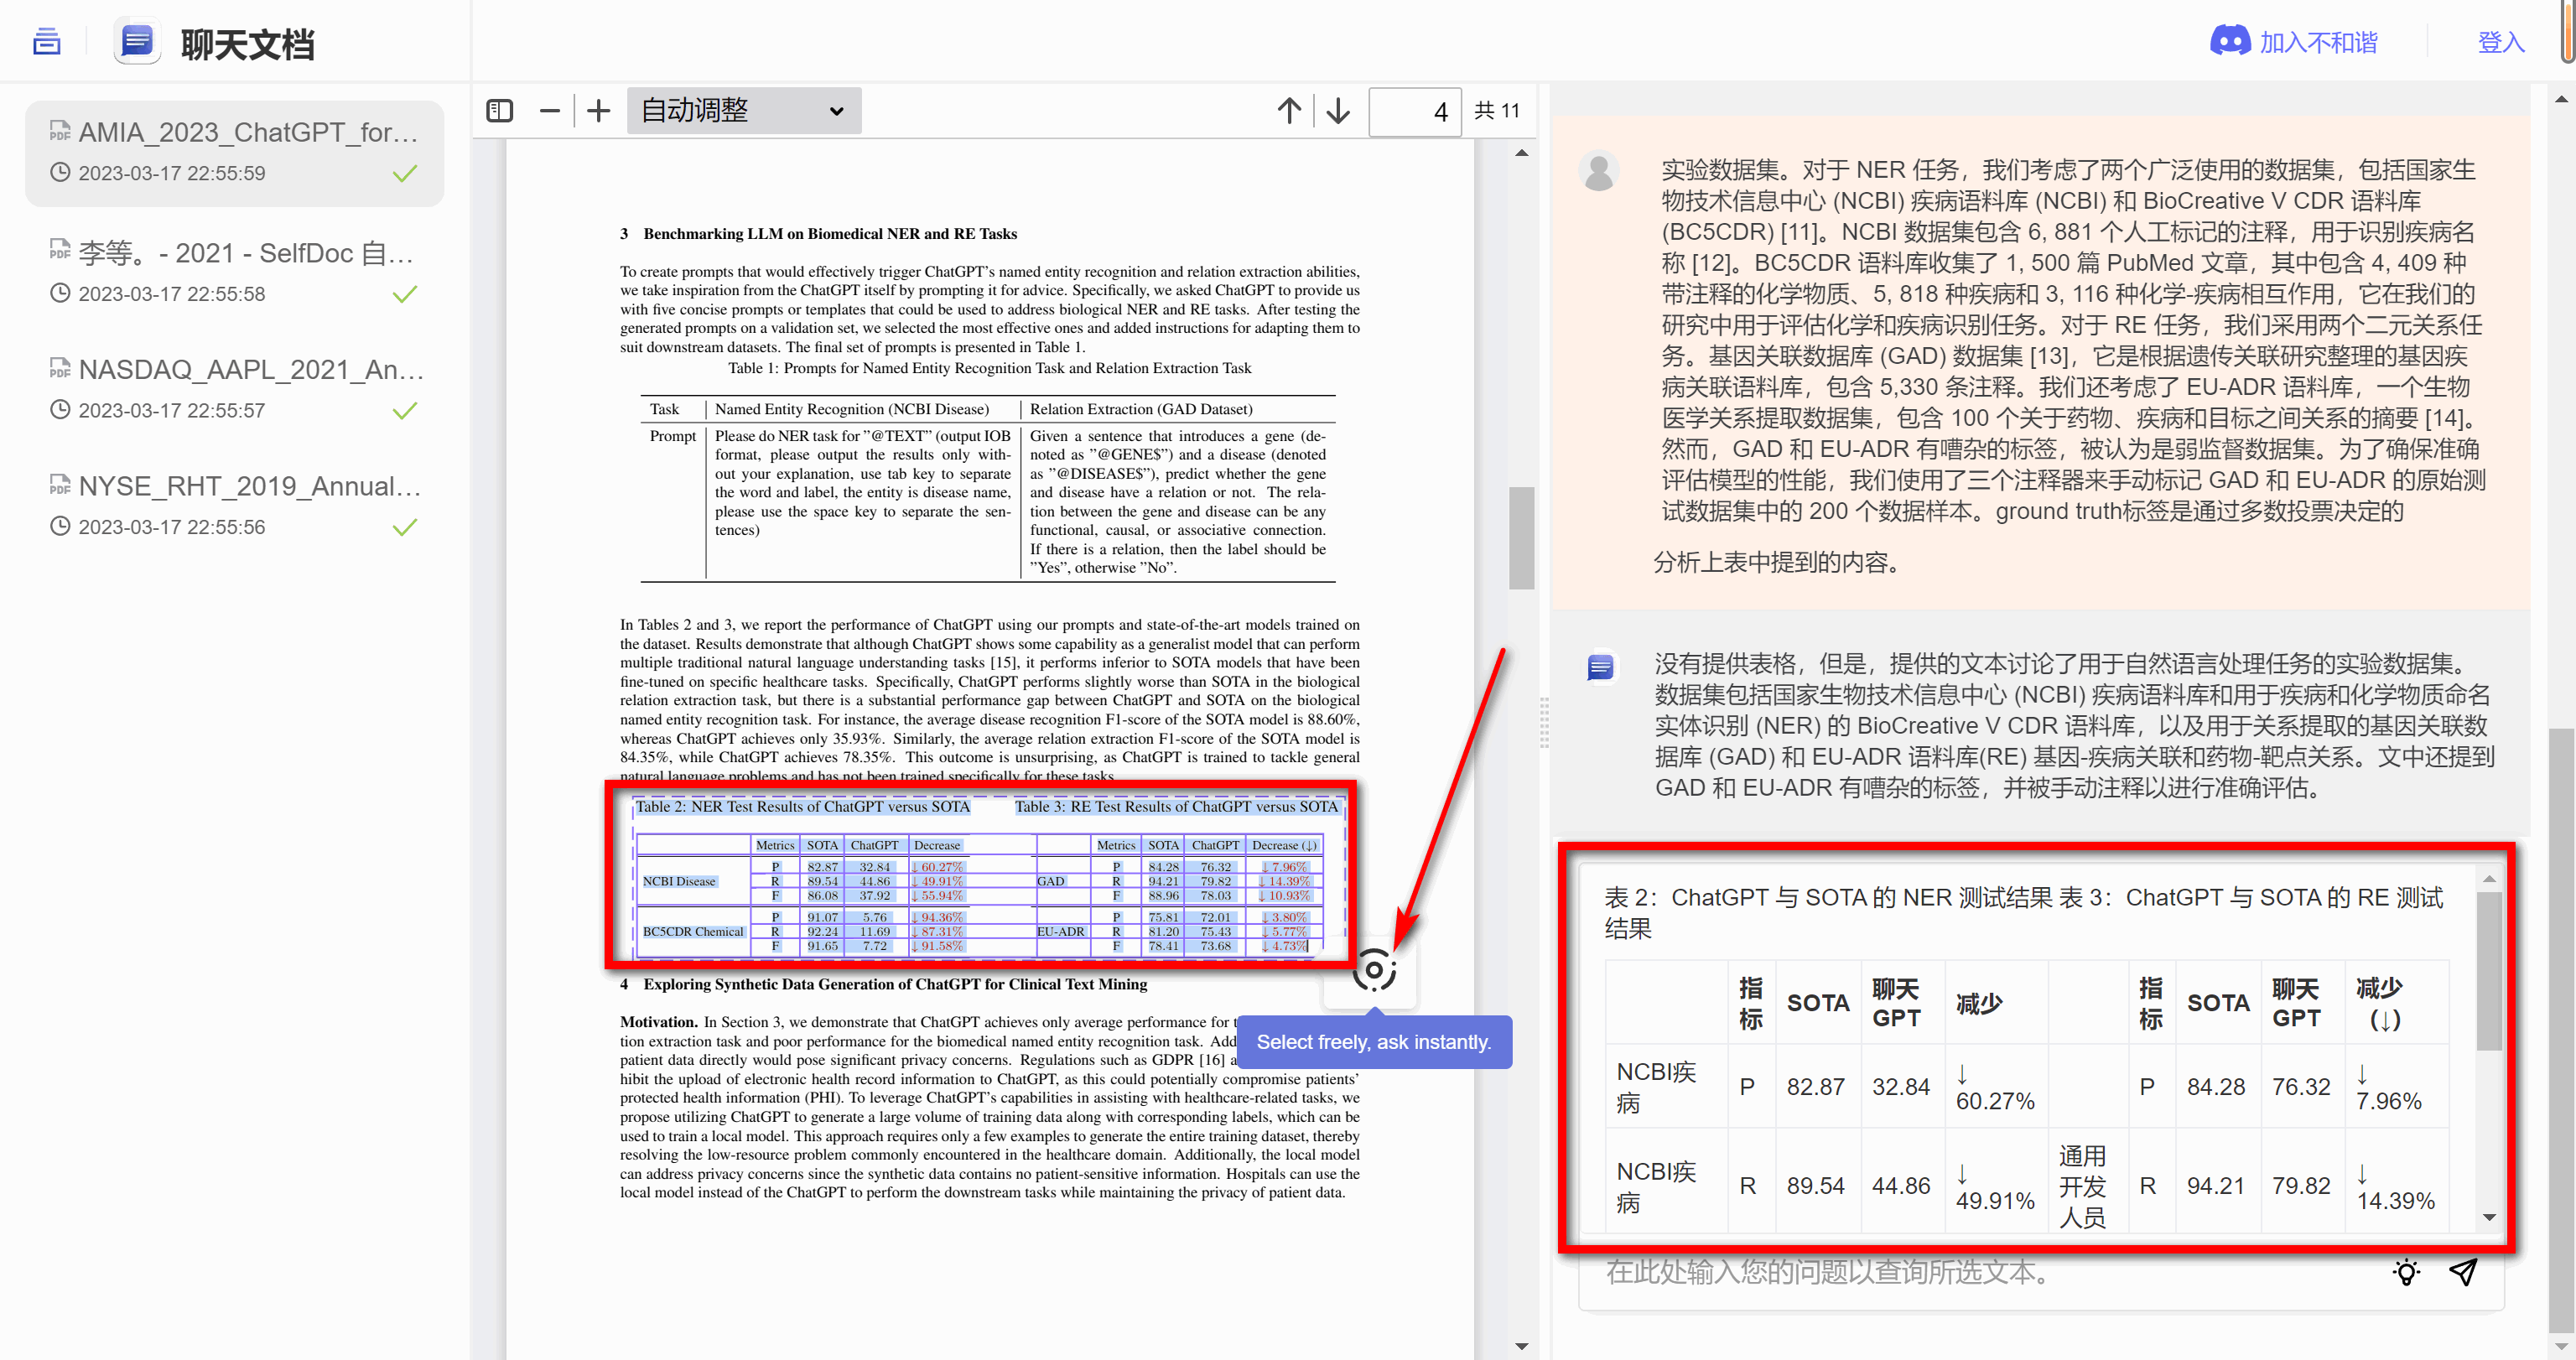 聊天文档
加入不和谐
登入
AMIA_2023_ChatGPT_for...
2023-03-17 22:55:59
李等。- 2021 - SelfDoc 自...
2023-03-17 22:55:58
NASDAQ_AAPL_2021_An...
2023-03-17 22:55:57
NYSE_RHT_2019_Annual...
2023-03-17 22:55:56
自动调整
4 共 11
3 Benchmarking LLM on Biomedical NER and RE Tasks
To create prompts that would effectively trigger ChatGPT's named entity recognition and relation extraction abilities,
we take inspiration from the ChatGPT itself by prompting it for advice. Specifically, we asked ChatGPT to provide us
with five concise prompts or templates that could be used to address biological NER and RE tasks. After testing the
generated prompts on a validation set, we selected the most effective ones and added instructions for adapting them to
suit downstream datasets. The final set of prompts is presented in Table 1.
Table 1: Prompts for Named Entity Recognition Task and Relation Extraction Task
Task Named Entity Recognition (NCBI Disease) Relation Extraction (GAD Dataset)
Prompt Please do NER task for ”@TEXT” (output IOB
format, please output the results only with-
out your explanation, use tab key to separate
the word and label, the entity is disease name,
please use the space key to separate the sen-
tences)
Given a sentence that introduces a gene (de-
noted as ”@GENE$”) and a disease (denoted
as ”@DISEASE$”), predict whether the gene
and disease have a relation or not. The rela-
tion between the gene and disease can be any
functional, causal, or associative connection.
If there is a relation, then the label should be
”Yes”, otherwise ”No”.
In Tables 2 and 3, we report the performance of ChatGPT using our prompts and state-of-the-art models trained on
the dataset. Results demonstrate that although ChatGPT shows some capability as a generalist model that can perform
multiple traditional natural language understanding tasks [15], it performs inferior to SOTA models that have been
fine-tuned on specific healthcare tasks. Specifically, ChatGPT performs slightly worse than SOTA in the biological
relation extraction task, but there is a substantial performance gap between ChatGPT and SOTA on the biological
named entity recognition task. For instance, the average disease recognition F1-score of the SOTA model is 88.60%,
whereas ChatGPT achieves only 35.93%. Similarly, the average relation extraction F1-score of the SOTA model is
84.35%, while ChatGPT achieves 78.35%. This outcome is unsurprising, as ChatGPT is trained to tackle general
natural language problems and has not been trained specifically for these tasks.
Table 2: NER Test Results of ChatGPT versus SOTA Table 3: RE Test Results of ChatGPT versus SOTA
Metrics SOTA ChatGPT Decrease Metrics SOTA ChatGPT Decrease (↓)
P 82.87 32.84 ↓ 60.27% P 84.28 76.32 ↓ 7.96%
NCBI Disease R 89.54 44.86 ↓ 49.91% GAD R 94.21 79.82 ↓ 14.39%
F 86.08 37.92 ↓ 55.94% F 88.96 78.03 ↓ 10.93%
P 91.07 5.76 ↓ 94.36% P 75.81 72.01 ↓ 3.80%
BC5CDR Chemical R 92.24 11.69 ↓ 87.31% EU-ADR R 81.20 75.43 ↓ 5.77%
F 91.65 7.72 ↓ 91.58% F 78.41 73.68 ↓ 4.73%
4 Exploring Synthetic Data Generation of ChatGPT for Clinical Text Mining
Motivation. In Section 3, we demonstrate that ChatGPT achieves only average performance for
tion extraction task and poor performance for the biomedical named entity recognition task. Add
patient data directly would pose significant privacy concerns. Regulations such as GDPR [16] a
hibit the upload of electronic health record information to ChatGPT, as this could potentially compromise patients'
protected health information (PHI). To leverage ChatGPT's capabilities in assisting with healthcare-related tasks, we
propose utilizing ChatGPT to generate a large volume of training data along with corresponding labels, which can be
used to train a local model. This approach requires only a few examples to generate the entire training dataset, thereby
resolving the low-resource problem commonly encountered in the healthcare domain. Additionally, the local model
can address privacy concerns since the synthetic data contains no patient-sensitive information. Hospitals can use the
local model instead of the ChatGPT to perform the downstream tasks while maintaining the privacy of patient data.
Select freely, ask instantly.
实验数据集。对于 NER 任务，我们考虑了两个广泛使用的数据集，包括国家生
物技术信息中心 (NCBI) 疾病语料库 (NCBI) 和 BioCreative V CDR 语料库
(BC5CDR) [11]。NCBI 数据集包含 6, 881 个人工标记的注释，用于识别疾病名
称 [12]。BC5CDR 语料库收集了 1, 500 篇 PubMed 文章，其中包含 4, 409 种
带注释的化学物质、5, 818 种疾病和 3, 116 种化学-疾病相互作用，它在我们的
研究中用于评估化学和疾病识别任务。对于 RE 任务，我们采用两个二元关系任
务。基因关联数据库 (GAD) 数据集 [13]，它是根据遗传关联研究整理的基因疾
病关联语料库，包含 5,330 条注释。我们还考虑了 EU-ADR 语料库，一个生物
医学关系提取数据集，包含 100 个关于药物、疾病和目标之间关系的摘要 [14]。
然而，GAD 和 EU-ADR 有嘈杂的标签，被认为是弱监督数据集。为了确保准确
评估模型的性能，我们使用了三个注释器来手动标记 GAD 和 EU-ADR 的原始测
试数据集中的 200 个数据样本。ground truth标签是通过多数投票决定的
分析上表中提到的内容。
没有提供表格，但是，提供的文本讨论了用于自然语言处理任务的实验数据集。
数据集包括国家生物技术信息中心 (NCBI) 疾病语料库和用于疾病和化学物质命名
实体识别 (NER) 的 BioCreative V CDR 语料库，以及用于关系提取的基因关联数
据库 (GAD) 和 EU-ADR 语料库(RE) 基因-疾病关联和药物-靶点关系。文中还提到
GAD 和 EU-ADR 有嘈杂的标签，并被手动注释以进行准确评估。
表 2：ChatGPT 与 SOTA 的 NER 测试结果 表 3：ChatGPT 与 SOTA 的 RE 测试
结果
指标 SOTA 聊天GPT 减少 指标 SOTA 聊天GPT 减少（↓）
NCBI疾病 P 82.87 32.84 ↓ 60.27% P 84.28 76.32 ↓ 7.96%
NCBI疾病 R 89.54 44.86 ↓ 49.91% 通用开发人员 R 94.21 79.82 ↓ 14.39%
在此处输入您的问题以查询所选文本。